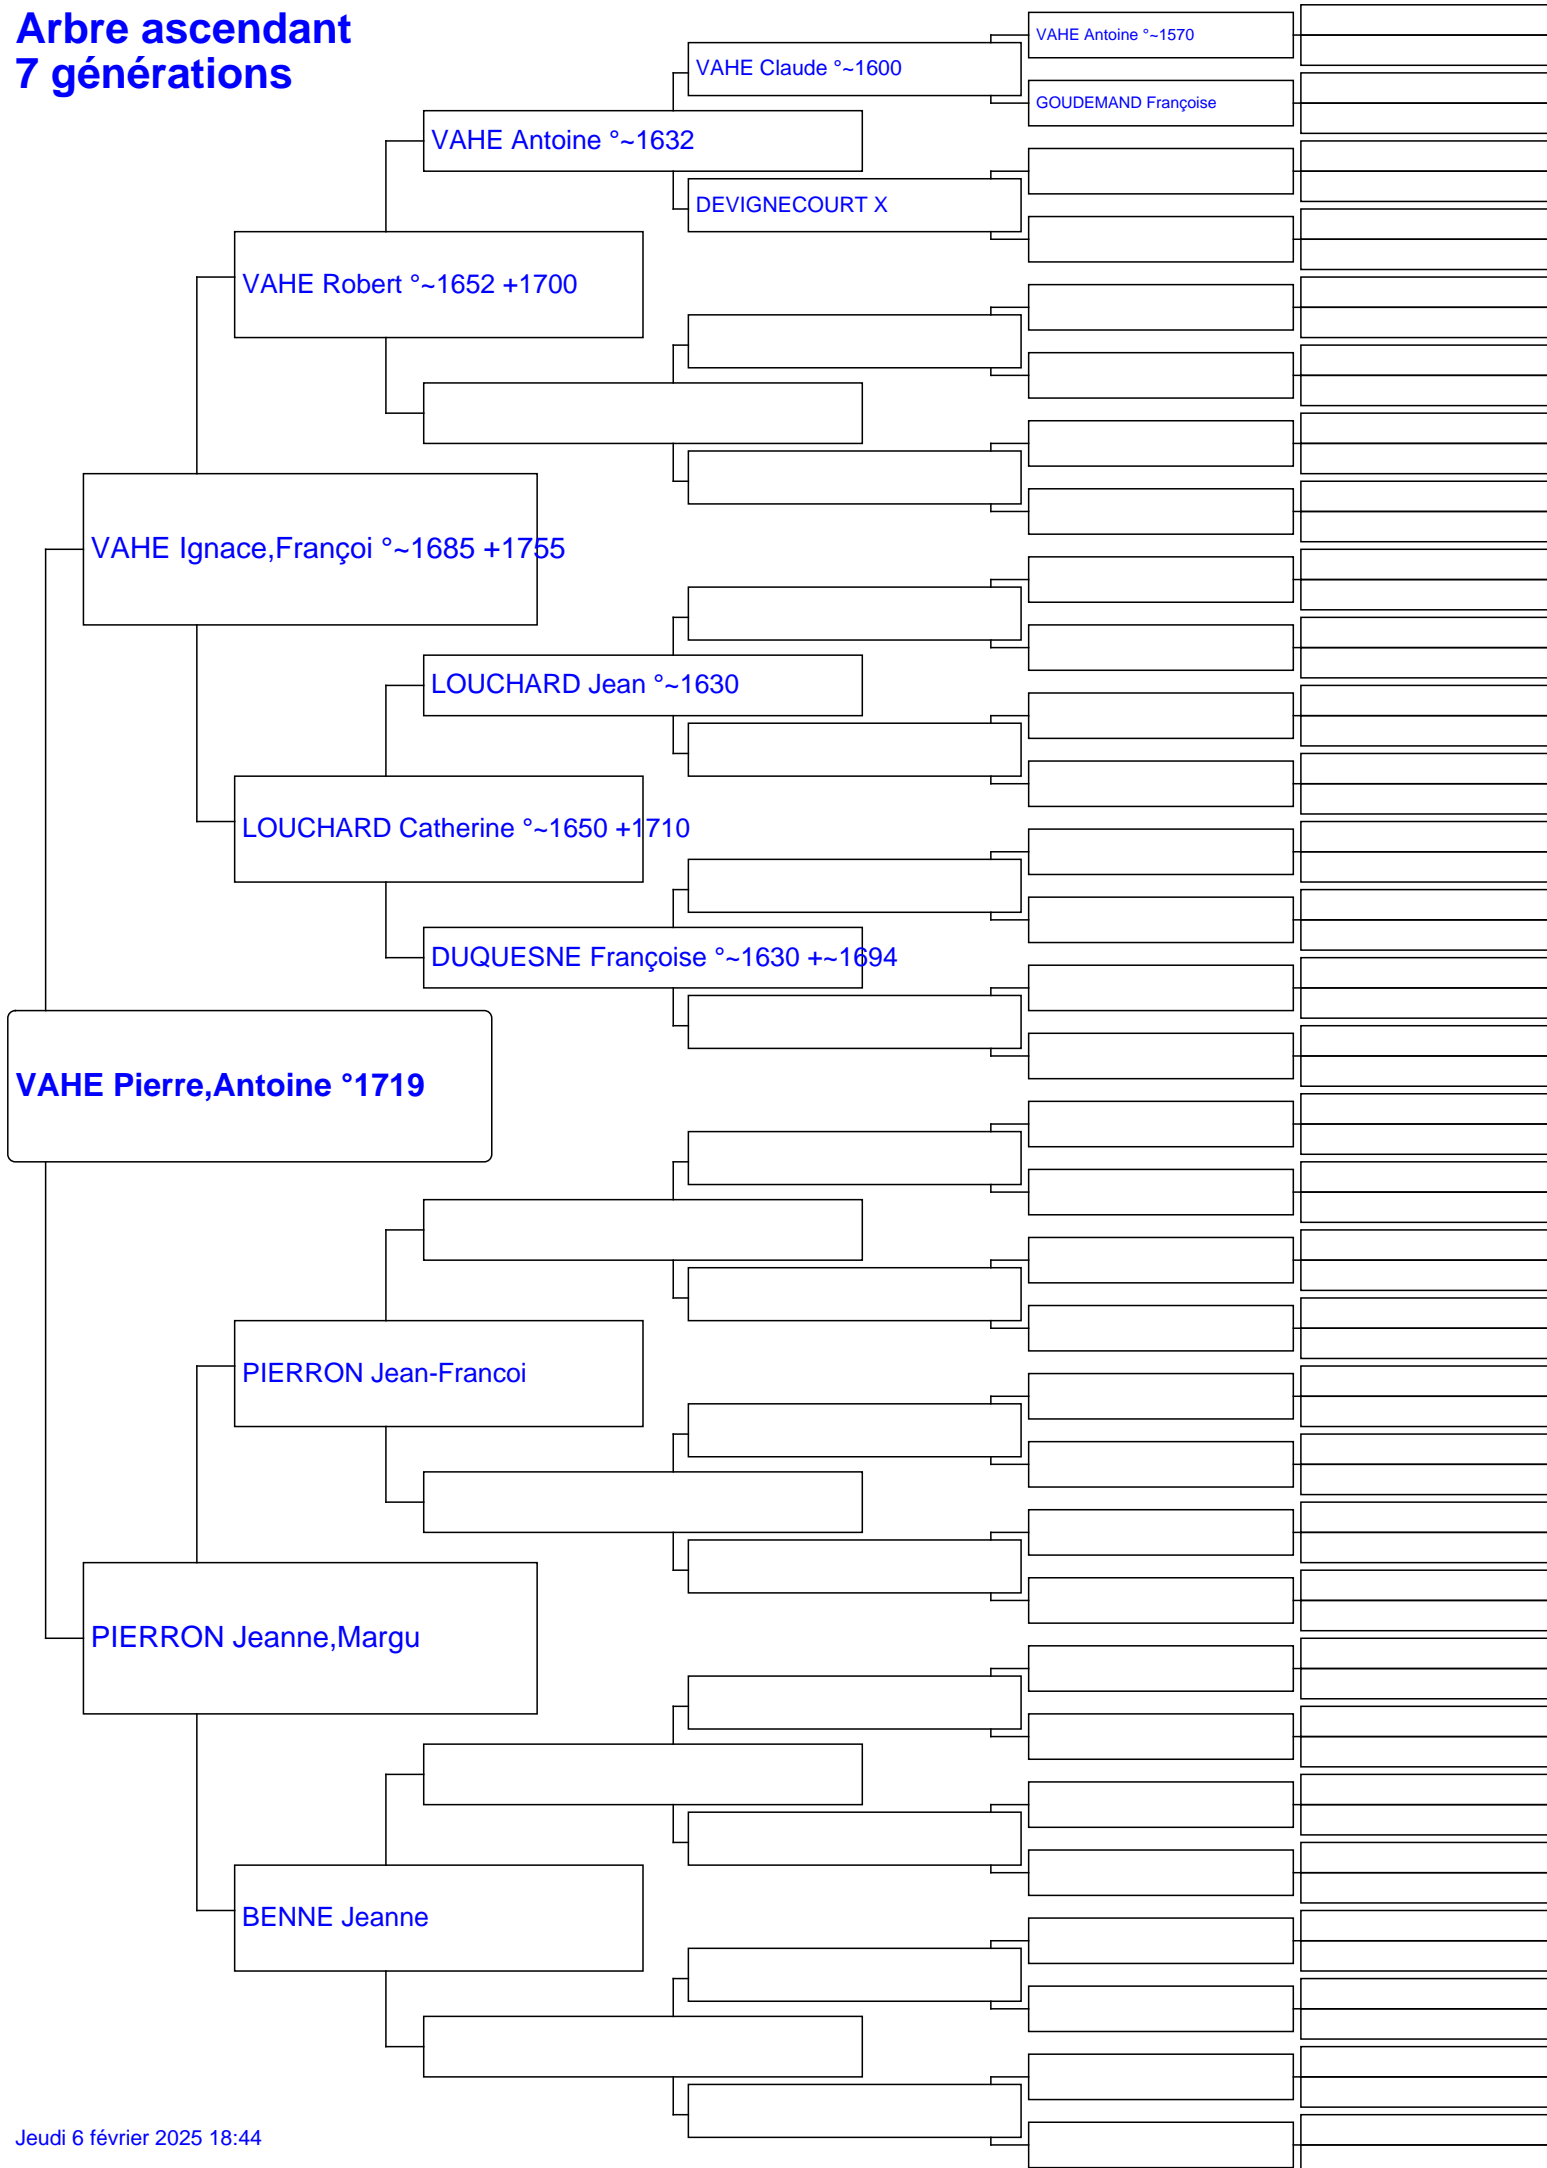 Arbre ascendant
7 générations
VAHE Antoine °~1570
VAHE Claude °~1600
GOUDEMAND Françoise
VAHE Antoine °~1632
DEVIGNECOURT X
VAHE Robert °~1652 +1700
VAHE Ignace,Françoi °~1685 +1755
LOUCHARD Jean °~1630
LOUCHARD Catherine °~1650 +1710
DUQUESNE Françoise °~1630 +~1694
VAHE Pierre,Antoine °1719
PIERRON Jean-Francoi
PIERRON Jeanne,Margu
BENNE Jeanne
Jeudi 6 février 2025 18:44